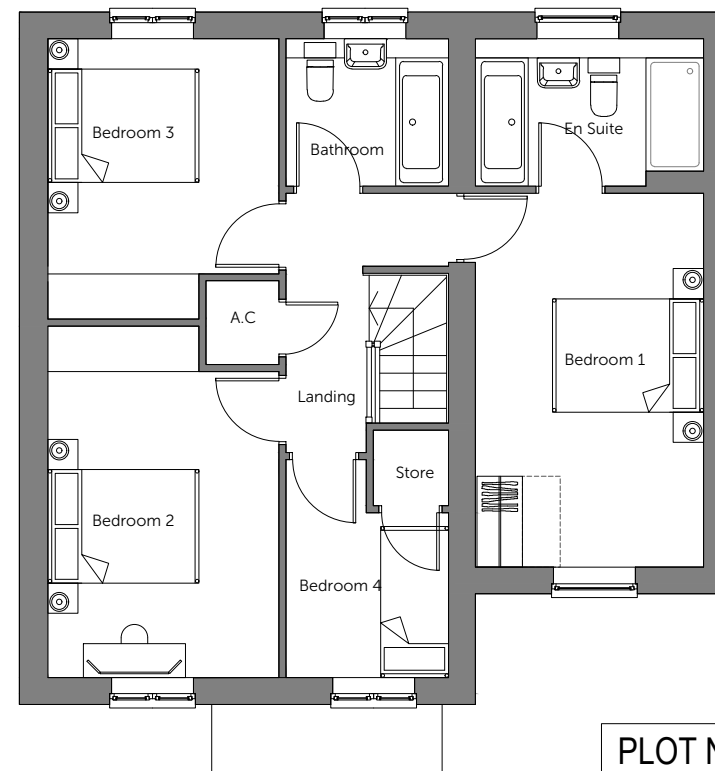 Bedroom 3
Bathroom
En Suite
A.C
Bedroom 1
Landing
Store
Bedroom 2
Bedroom 4
PLOT N